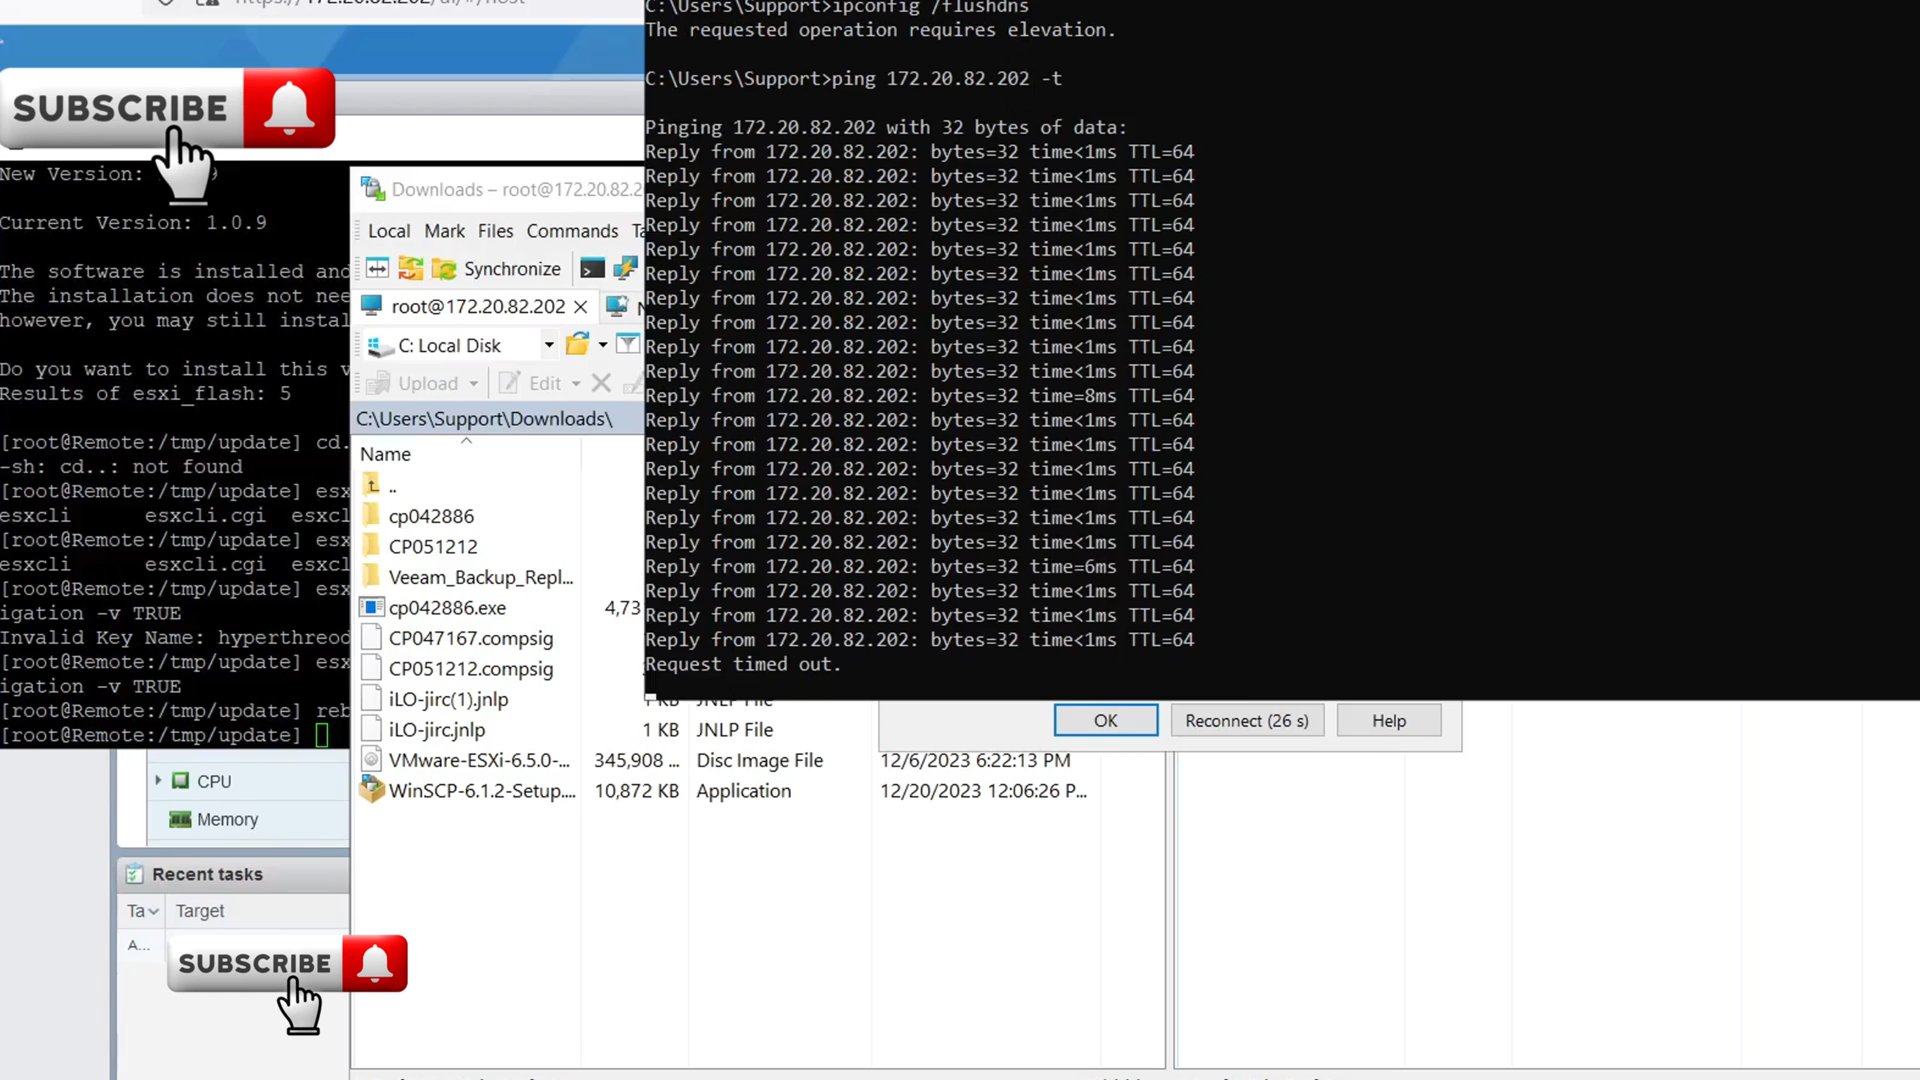 https://172.20.82.202/ui/#/host
SUBSCRIBE
New Version:
Current Version: 1.0.9
The software is installed and
The installation does not nee
however, you may still instal
Do you want to install this v
Results of esxi_flash: 5
[root@Remote:/tmp/update] cd.
-sh: cd..: not found
[root@Remote:/tmp/update] esx
esxcli      esxcli.cgi  esxcl
[root@Remote:/tmp/update] esx
esxcli      esxcli.cgi  esxcl
[root@Remote:/tmp/update] esx
igation -v TRUE
Invalid Key Name: hyperthread
[root@Remote:/tmp/update] esx
igation -v TRUE
[root@Remote:/tmp/update] reb
[root@Remote:/tmp/update]
CPU
Memory
Recent tasks
Ta Target
A...
SUBSCRIBE
Downloads – root@172.20.82.2
Local Mark Files Commands Ta
Synchronize
root@172.20.82.202
N
C: Local Disk
Upload Edit
C:\Users\Support\Downloads\
Name
..
cp042886
CP051212
Veeam_Backup_Repl...
cp042886.exe 4,73
CP047167.compsig
CP051212.compsig
iLO-jirc(1).jnlp 1 KB JNLP File
iLO-jirc.jnlp 1 KB JNLP File
VMware-ESXi-6.5.0-... 345,908 ... Disc Image File 12/6/2023 6:22:13 PM
WinSCP-6.1.2-Setup.... 10,872 KB Application 12/20/2023 12:06:26 P...
C:\Users\Support>ipconfig /flushdns
The requested operation requires elevation.
C:\Users\Support>ping 172.20.82.202 -t
Pinging 172.20.82.202 with 32 bytes of data:
Reply from 172.20.82.202: bytes=32 time<1ms TTL=64
Reply from 172.20.82.202: bytes=32 time<1ms TTL=64
Reply from 172.20.82.202: bytes=32 time<1ms TTL=64
Reply from 172.20.82.202: bytes=32 time<1ms TTL=64
Reply from 172.20.82.202: bytes=32 time<1ms TTL=64
Reply from 172.20.82.202: bytes=32 time<1ms TTL=64
Reply from 172.20.82.202: bytes=32 time<1ms TTL=64
Reply from 172.20.82.202: bytes=32 time<1ms TTL=64
Reply from 172.20.82.202: bytes=32 time<1ms TTL=64
Reply from 172.20.82.202: bytes=32 time<1ms TTL=64
Reply from 172.20.82.202: bytes=32 time=8ms TTL=64
Reply from 172.20.82.202: bytes=32 time<1ms TTL=64
Reply from 172.20.82.202: bytes=32 time<1ms TTL=64
Reply from 172.20.82.202: bytes=32 time<1ms TTL=64
Reply from 172.20.82.202: bytes=32 time<1ms TTL=64
Reply from 172.20.82.202: bytes=32 time<1ms TTL=64
Reply from 172.20.82.202: bytes=32 time<1ms TTL=64
Reply from 172.20.82.202: bytes=32 time=6ms TTL=64
Reply from 172.20.82.202: bytes=32 time<1ms TTL=64
Reply from 172.20.82.202: bytes=32 time<1ms TTL=64
Reply from 172.20.82.202: bytes=32 time<1ms TTL=64
Request timed out.
OK Reconnect (26 s) Help